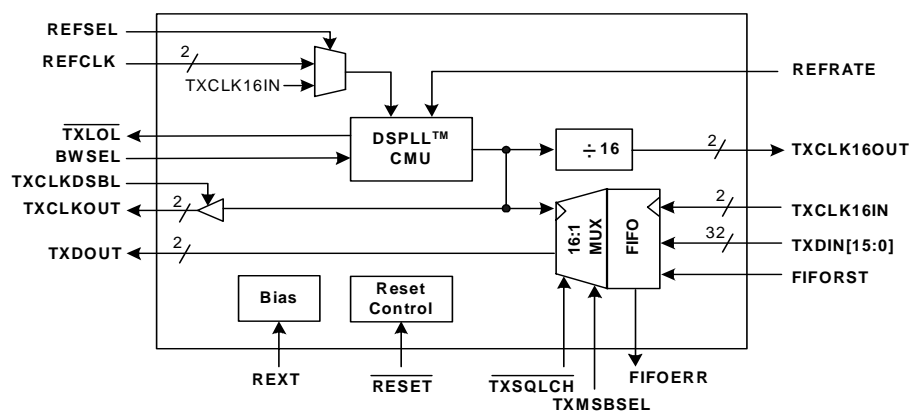 REFSEL
REFCLK
2
TXCLK16IN
REFRATE
TXLOL
BWSEL
DSPLL™
CMU
÷16
2
TXCLK16OUT
TXCLKDSBL
TXCLKOUT
2
TXDOUT
2
16:1
MUX
FIFO
2
TXCLK16IN
32
TXDIN[15:0]
FIFORST
Bias
Reset
Control
REXT
RESET
TXSQLCH
TXMSBSEL
FIFOERR